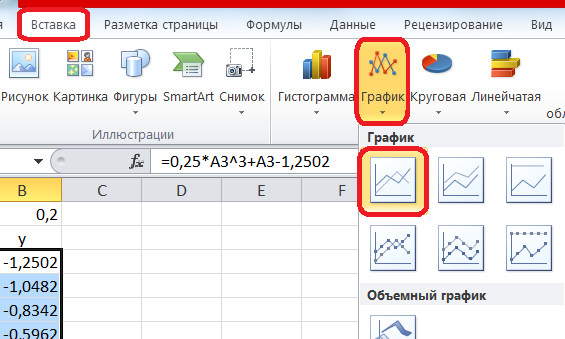 Вставка Разметка страницы Формулы Данные Рецензирование Вид
Рисунок Картинка Фигуры SmartArt Снимок Гистограмма График Круговая Линейчатая
Иллюстрации
График
fx =0,25*A3^3+A3-1,2502
B C D E F
0,2
y
-1,2502
-1,0482
-0,8342
-0,5962
Объемный график